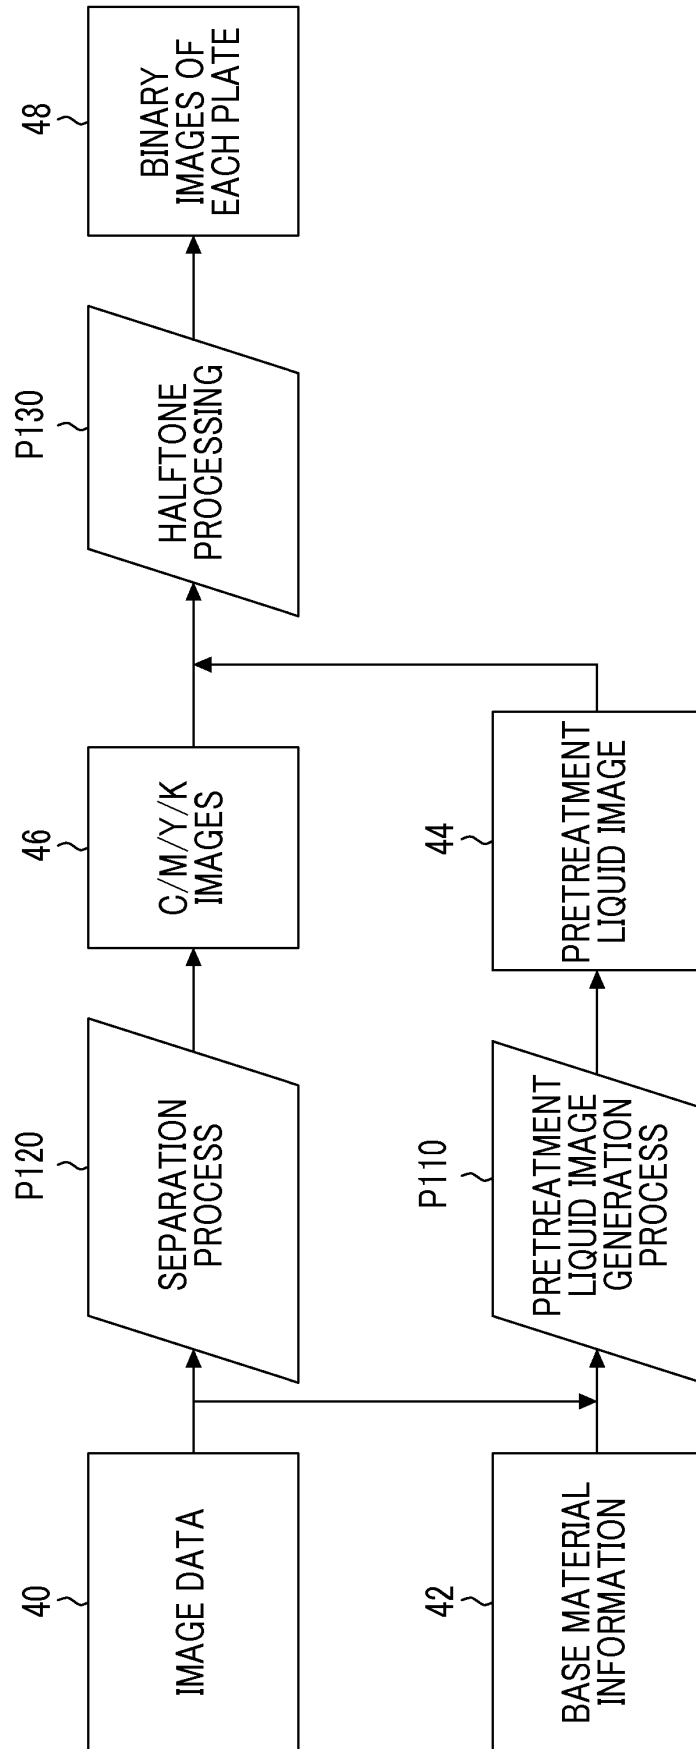 40
IMAGE DATA
P120
SEPARATION
PROCESS
46
C/M/Y/K
IMAGES
P130
HALFTONE
PROCESSING
48
BINARY
IMAGES OF
EACH PLATE
42
BASE MATERIAL
INFORMATION
P110
PRETREATMENT
LIQUID IMAGE
GENERATION
PROCESS
44
PRETREATMENT
LIQUID IMAGE